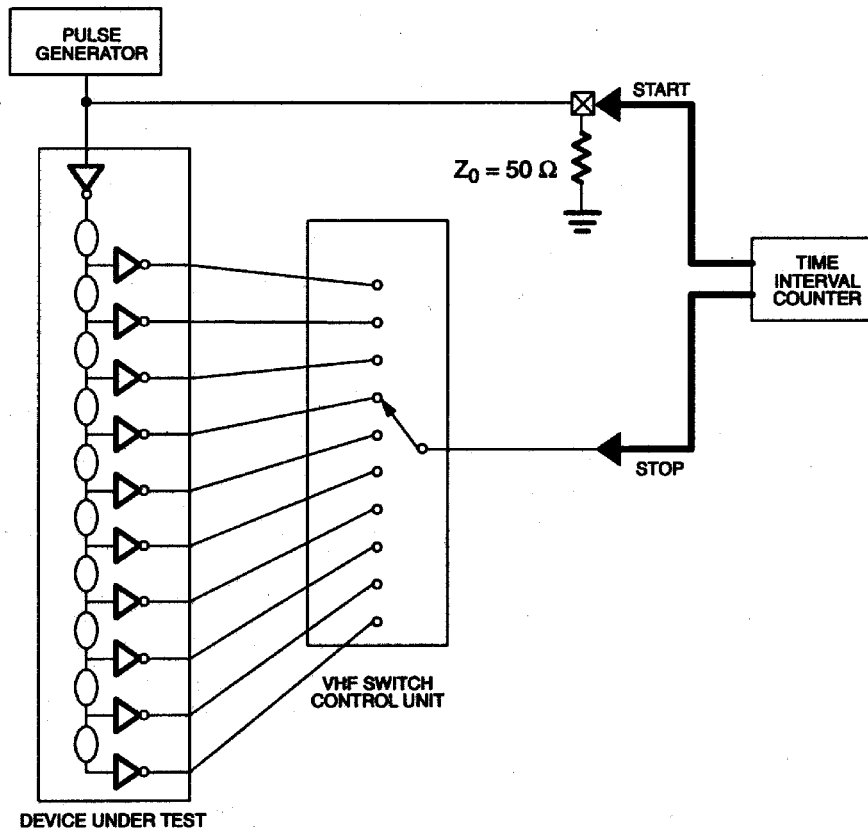 PULSE
GENERATOR
START
Z₀ = 50 Ω
TIME
INTERVAL
COUNTER
STOP
VHF SWITCH
CONTROL UNIT
DEVICE UNDER TEST